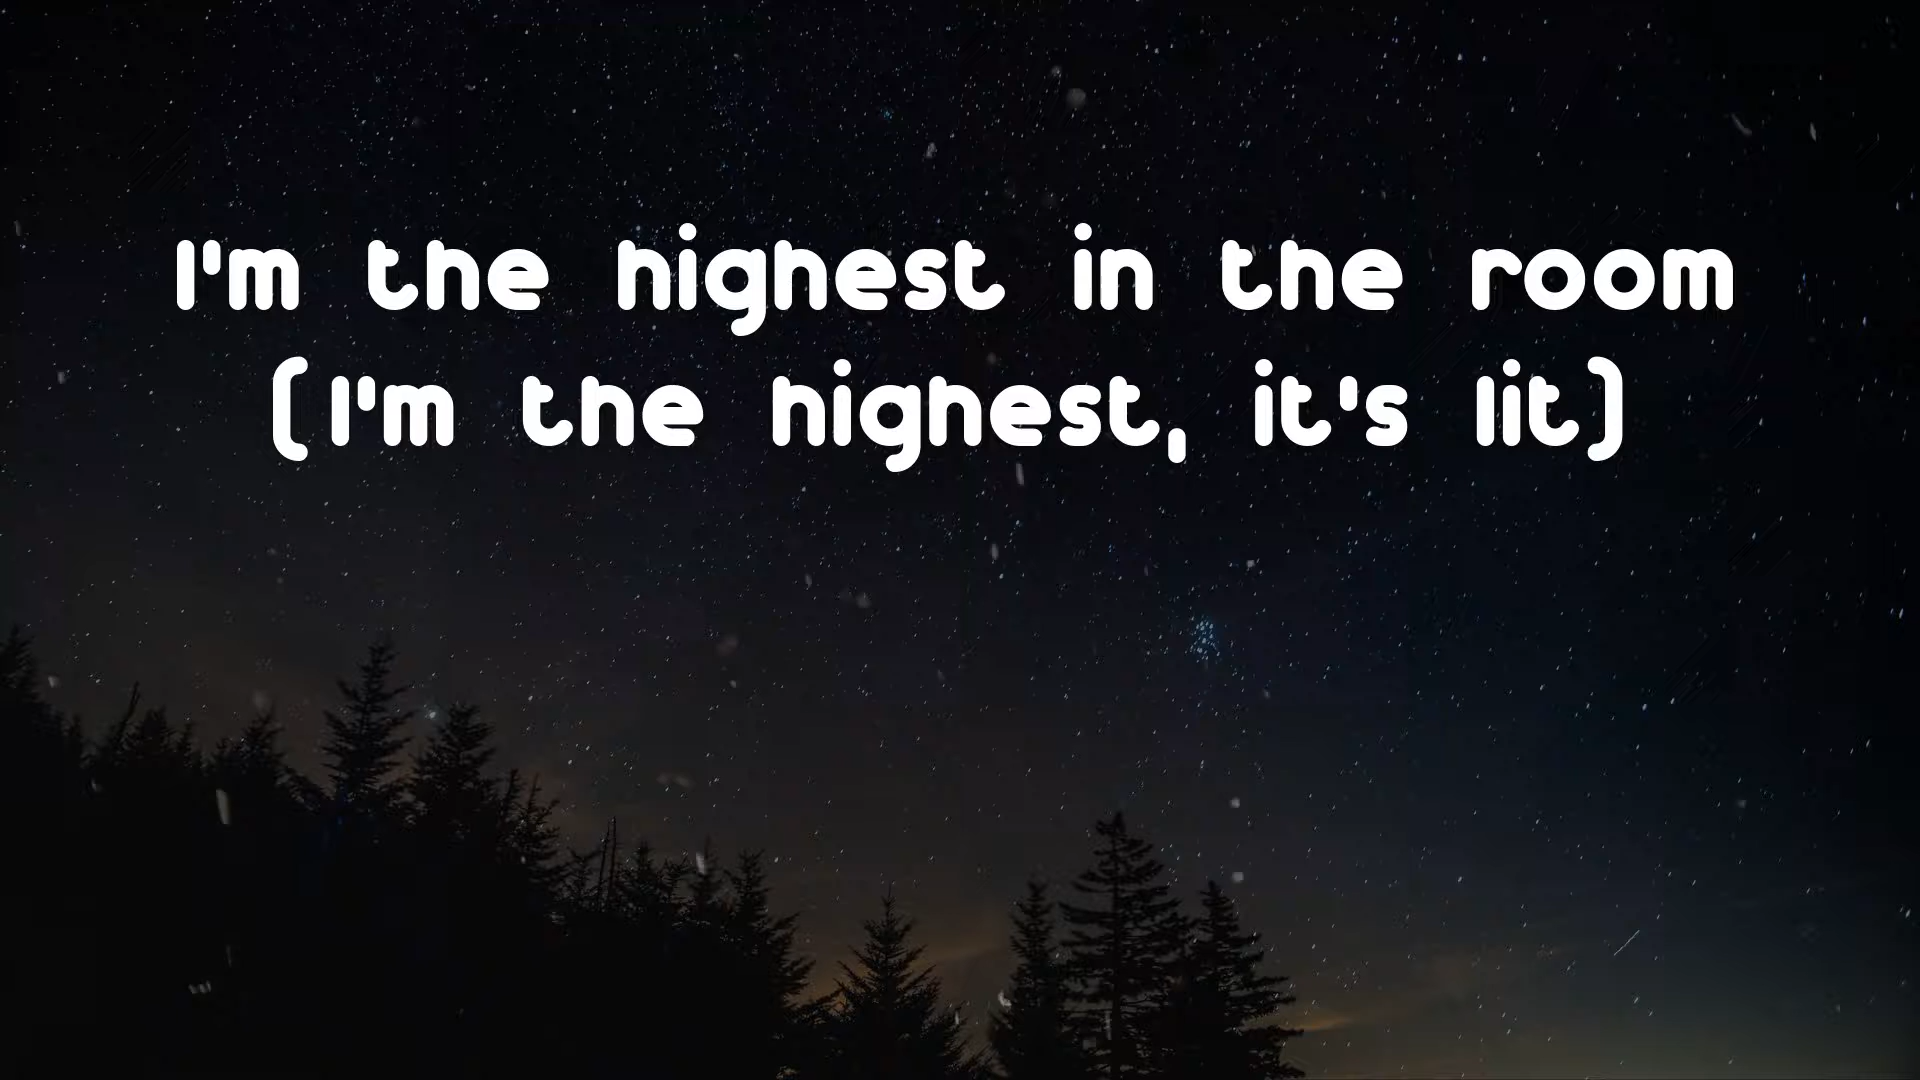 I'm the highest in the room
(I'm the highest, it's lit)